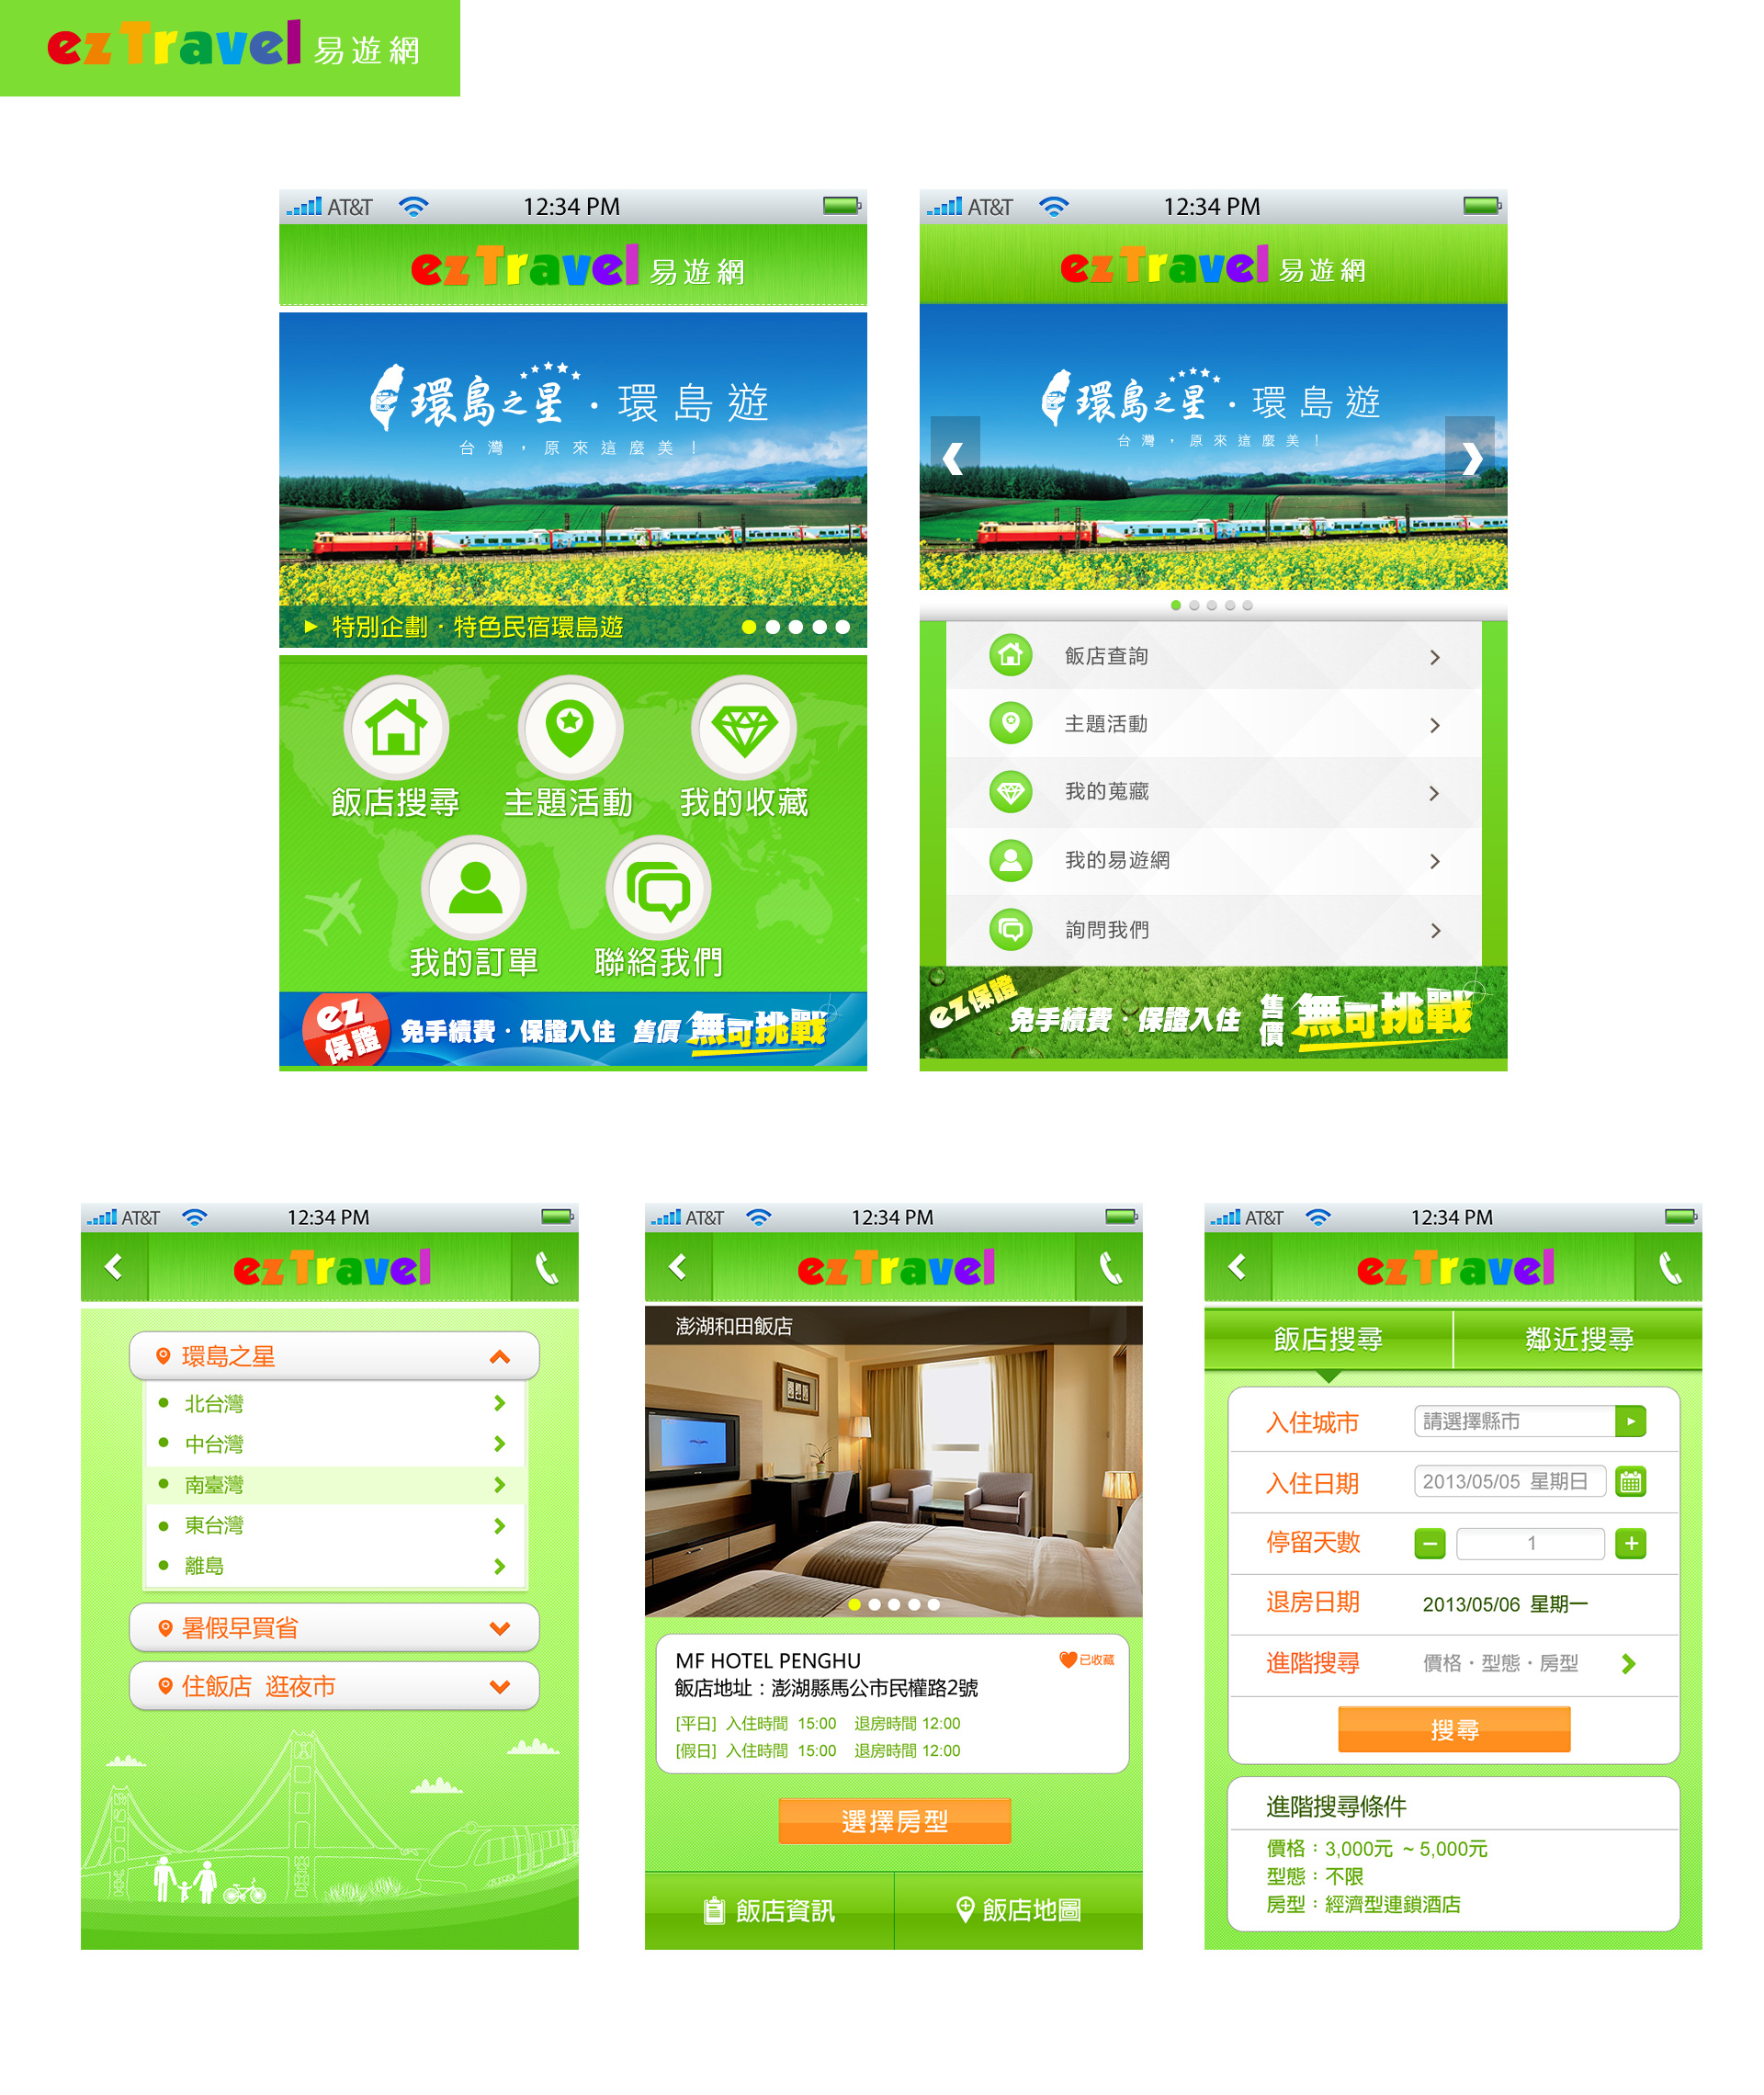 ezTravel 易遊網
AT&T 12:34 PM
ezTravel 易遊網
環島之星・環島遊
台灣，原來這麼美！
特別企劃・特色民宿環島遊
飯店搜尋 主題活動 我的收藏
我的訂單 聯絡我們
ez保證 免手續費・保證入住 售價 無可挑戰
AT&T 12:34 PM
ezTravel 易遊網
環島之星・環島遊
台灣，原來這麼美！
飯店查詢
主題活動
我的蒐藏
我的易遊網
詢問我們
ez保證 免手續費・保證入住 售價 無可挑戰
AT&T 12:34 PM
ezTravel
環島之星
北台灣
中台灣
南臺灣
東台灣
離島
暑假早買省
住飯店 逛夜市
AT&T 12:34 PM
ezTravel
澎湖和田飯店
MF HOTEL PENGHU 已收藏
飯店地址：澎湖縣馬公市民權路2號
[平日] 入住時間 15:00 退房時間 12:00
[假日] 入住時間 15:00 退房時間 12:00
選擇房型
飯店資訊 飯店地圖
AT&T 12:34 PM
ezTravel
飯店搜尋 鄰近搜尋
入住城市 請選擇縣市
入住日期 2013/05/05 星期日
停留天數 − 1 +
退房日期 2013/05/06 星期一
進階搜尋 價格・型態・房型
搜尋
進階搜尋條件
價格：3,000元 ~ 5,000元
型態：不限
房型：經濟型連鎖酒店